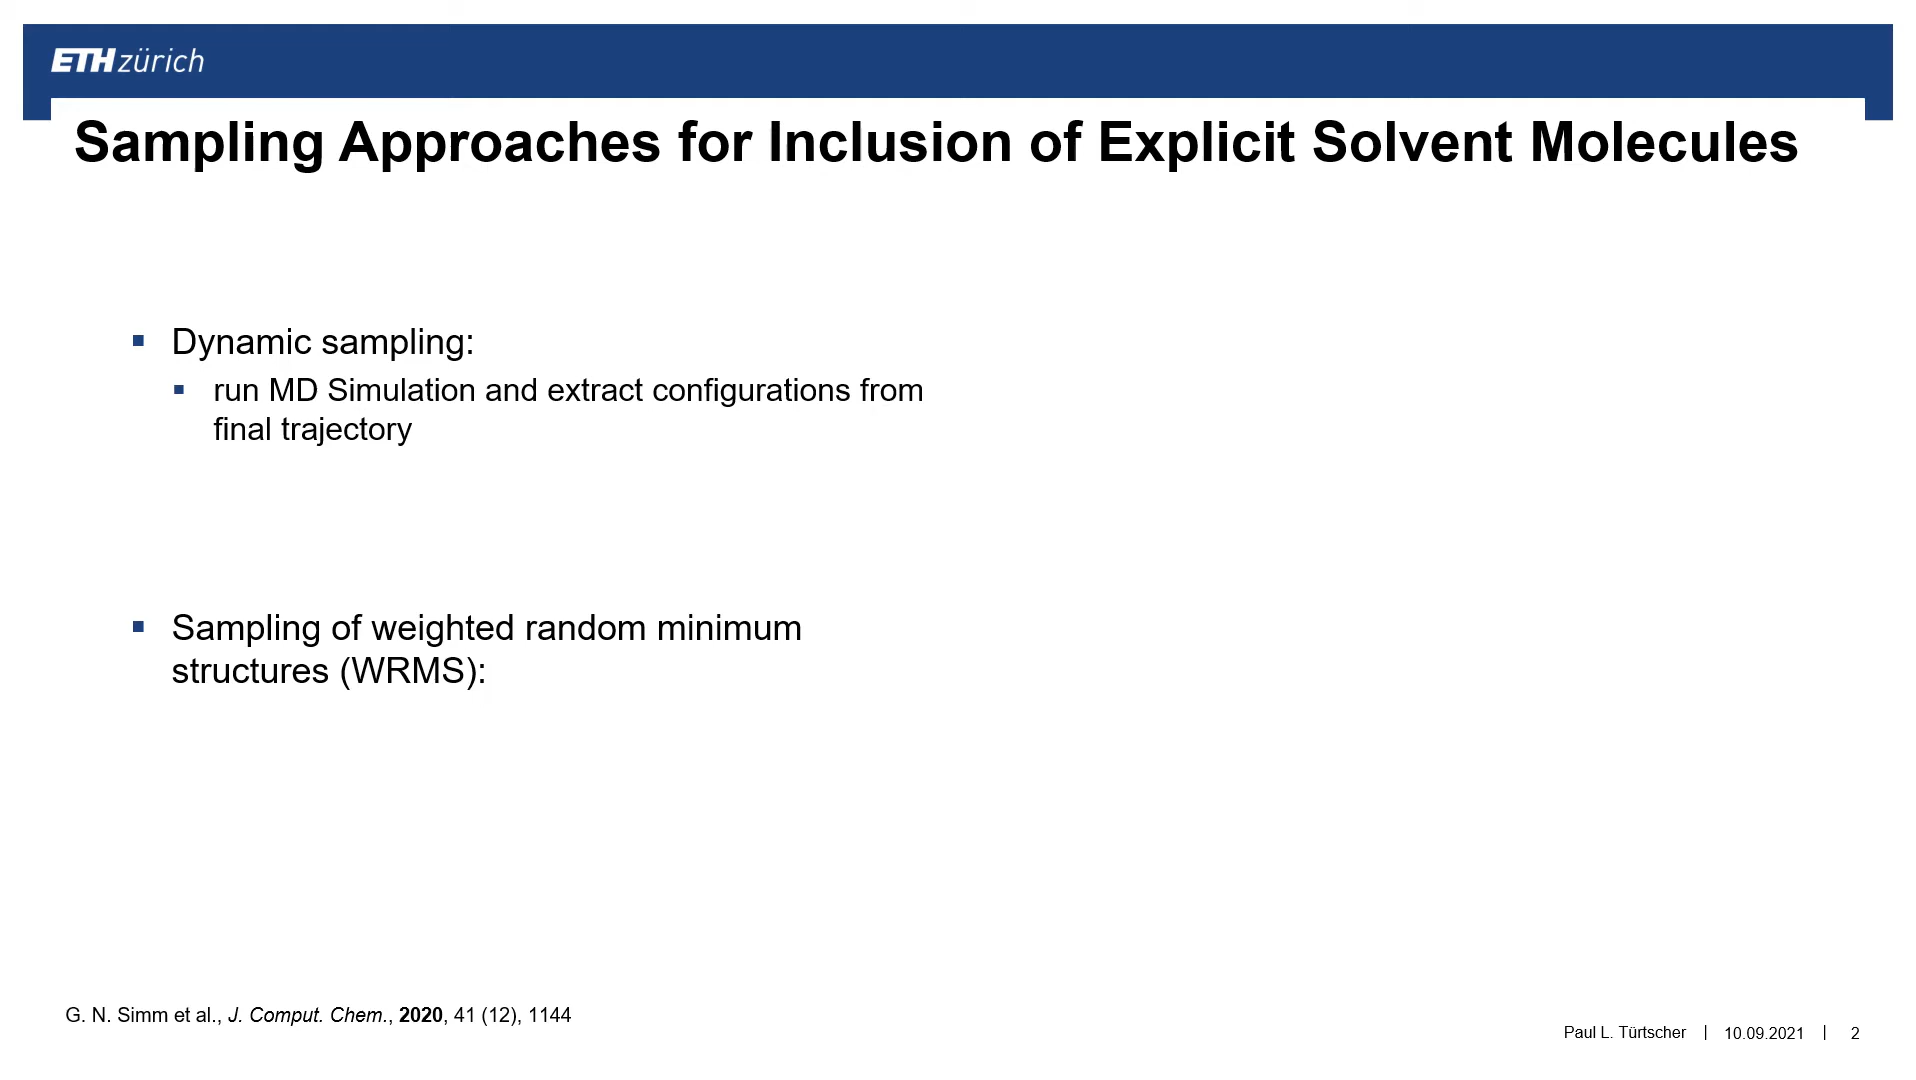 ETH zürich
Sampling Approaches for Inclusion of Explicit Solvent Molecules
▪ Dynamic sampling:
▪ run MD Simulation and extract configurations from
final trajectory
▪ Sampling of weighted random minimum
structures (WRMS):
G. N. Simm et al., J. Comput. Chem., 2020, 41 (12), 1144
Paul L. Türtscher | 10.09.2021 | 2